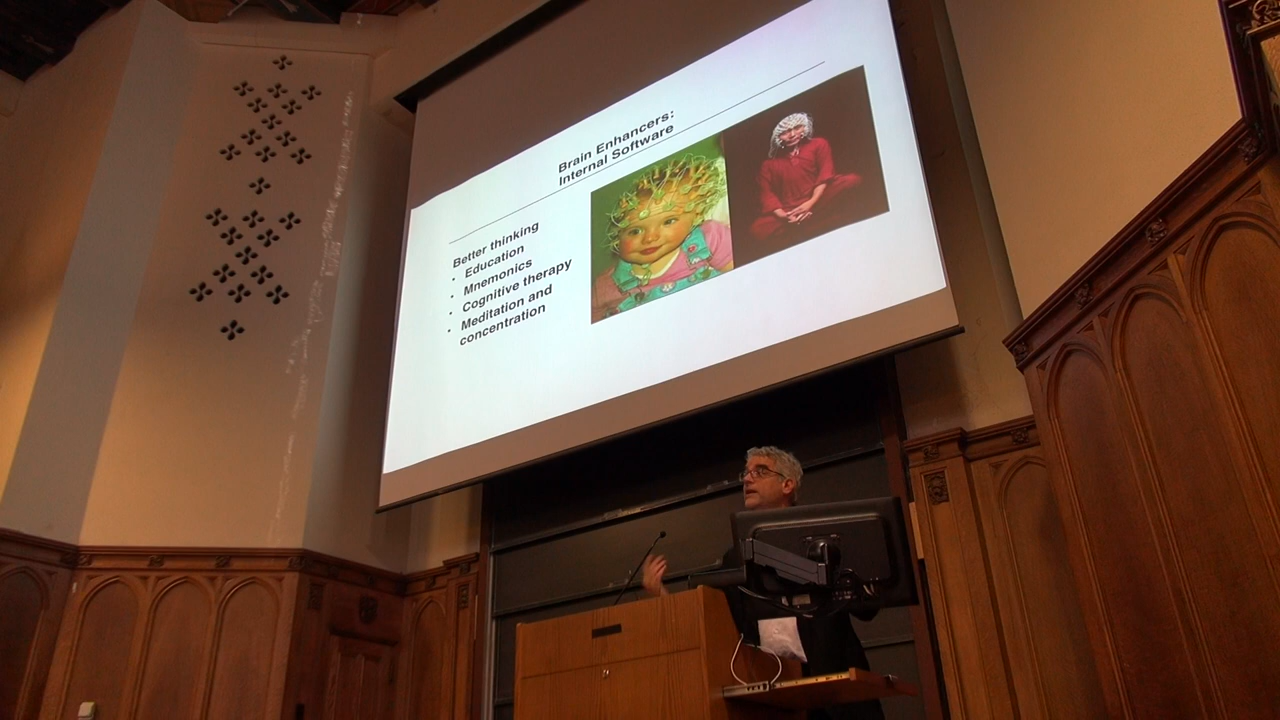 Brain Enhancers:
Internal Software
Better thinking
• Education
• Mnemonics
• Cognitive therapy
• Meditation and
concentration